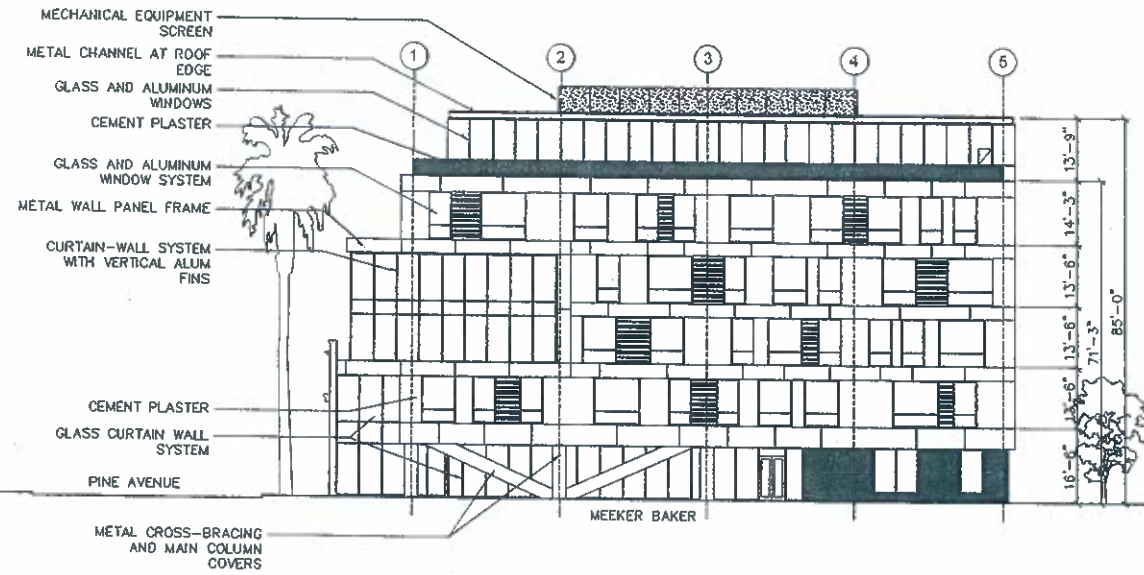 MECHANICAL EQUIPMENT
SCREEN
METAL CHANNEL AT ROOF
EDGE
GLASS AND ALUMINUM
WINDOWS
CEMENT PLASTER
GLASS AND ALUMINUM
WINDOW SYSTEM
METAL WALL PANEL FRAME
CURTAIN-WALL SYSTEM
WITH VERTICAL ALUM
FINS
CEMENT PLASTER
GLASS CURTAIN WALL
SYSTEM
PINE AVENUE
METAL CROSS-BRACING
AND MAIN COLUMN
COVERS
1
2
3
4
5
MEEKER BAKER
13'-9"
14'-3"
13'-6"
13'-6"
13'-6"
16'-6"
71'-3"
85'-0"